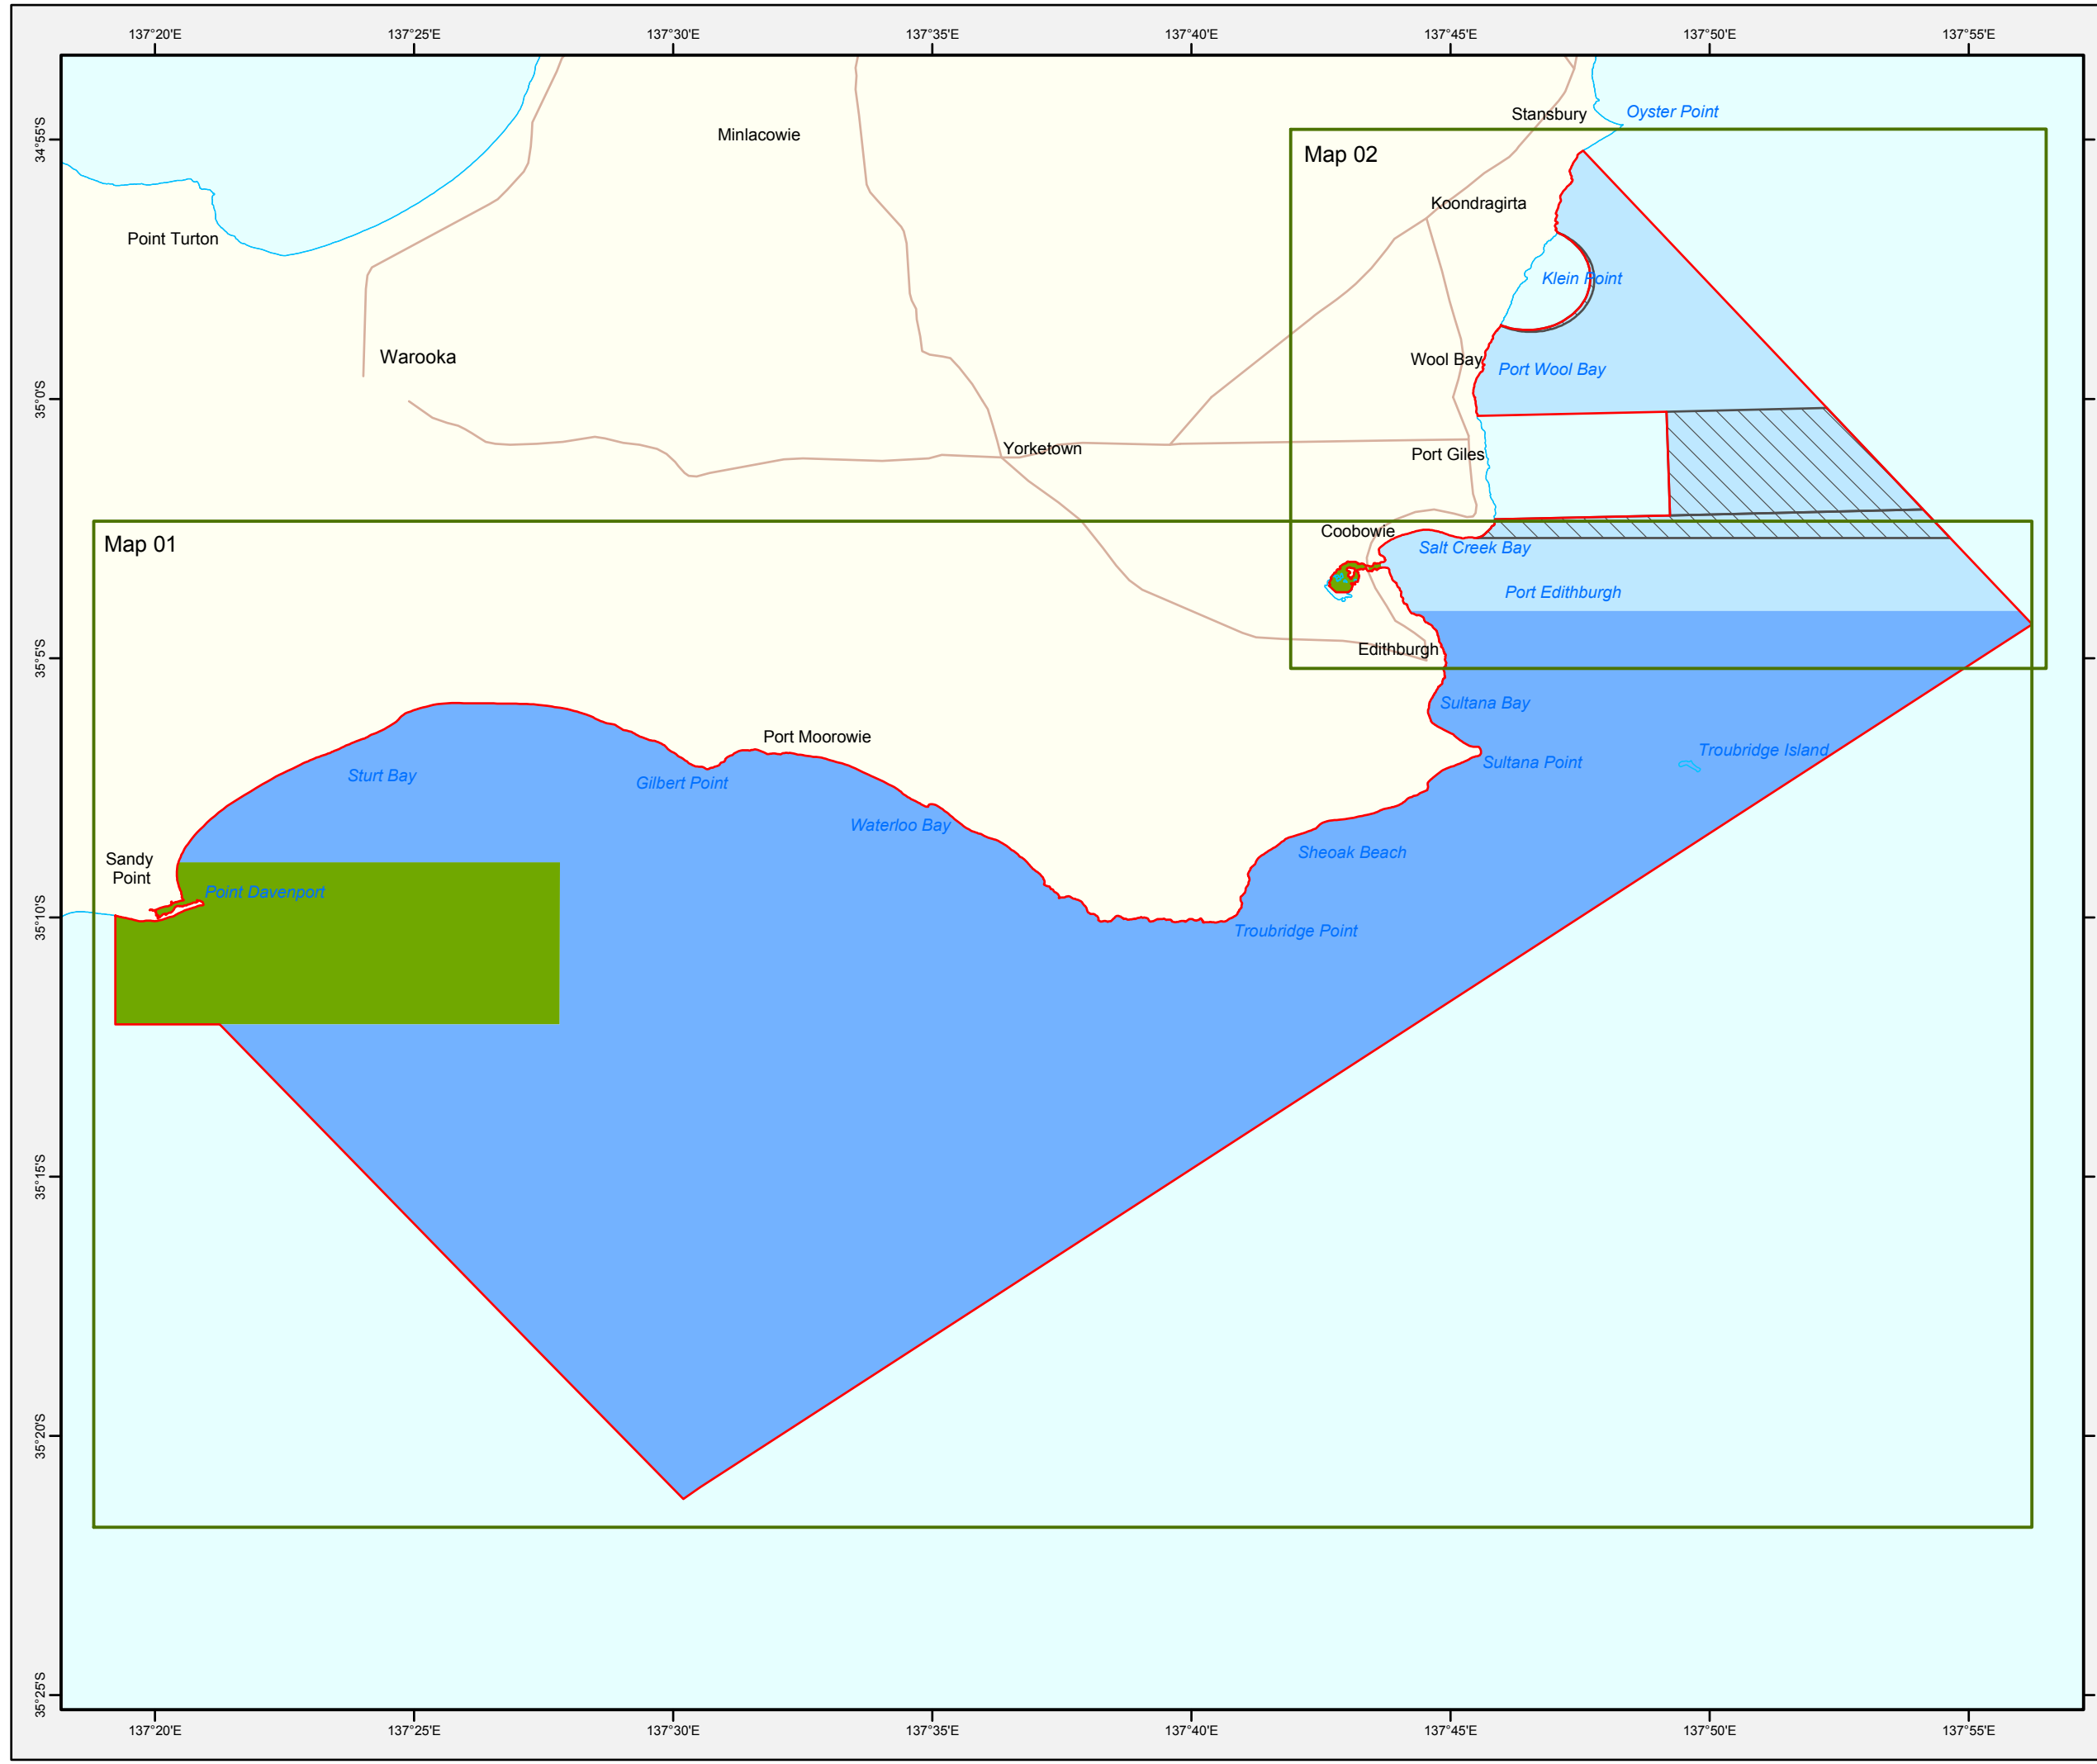 137°20'E 137°25'E 137°30'E 137°35'E 137°40'E 137°45'E 137°50'E 137°55'E
Oyster Point
Stansbury
Minlacowie
34°55'S
Map 02
Koondragirta
Point Turton
Klein Point
Warooka
Wool Bay
Port Wool Bay
35°0'S
Yorketown
Port Giles
Coobowie
Map 01
Salt Creek Bay
Port Edithburgh
Edithburgh
35°5'S
Sultana Bay
Port Moorowie
Troubridge Island
Sultana Point
Sturt Bay
Gilbert Point
Waterloo Bay
Sheoak Beach
Sandy
Point
Point Davenport
35°10'S
Troubridge Point
35°15'S
35°20'S
35°25'S
137°20'E 137°25'E 137°30'E 137°35'E 137°40'E 137°45'E 137°50'E 137°55'E